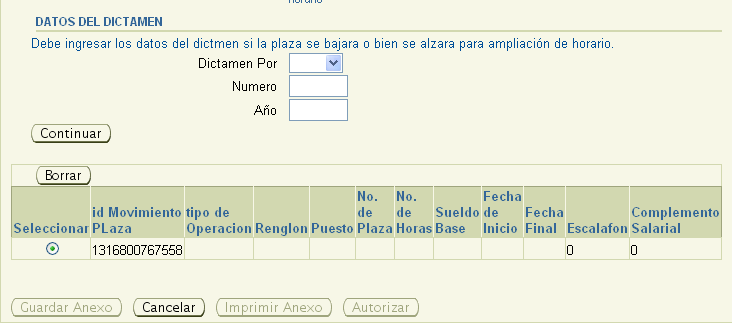 horario
DATOS DEL DICTAMEN
Debe ingresar los datos del dictmen si la plaza se bajara o bien se alzara para ampliación de horario.
Dictamen Por
Numero
Año
Continuar
Borrar
Seleccionar id Movimiento PLaza tipo de Operacion Renglon Puesto No. de Plaza No. de Horas Sueldo Base Fecha de Inicio Fecha Final Escalafon Complemento Salarial
1316800767558 0 0
Guardar Anexo Cancelar Imprimir Anexo Autorizar